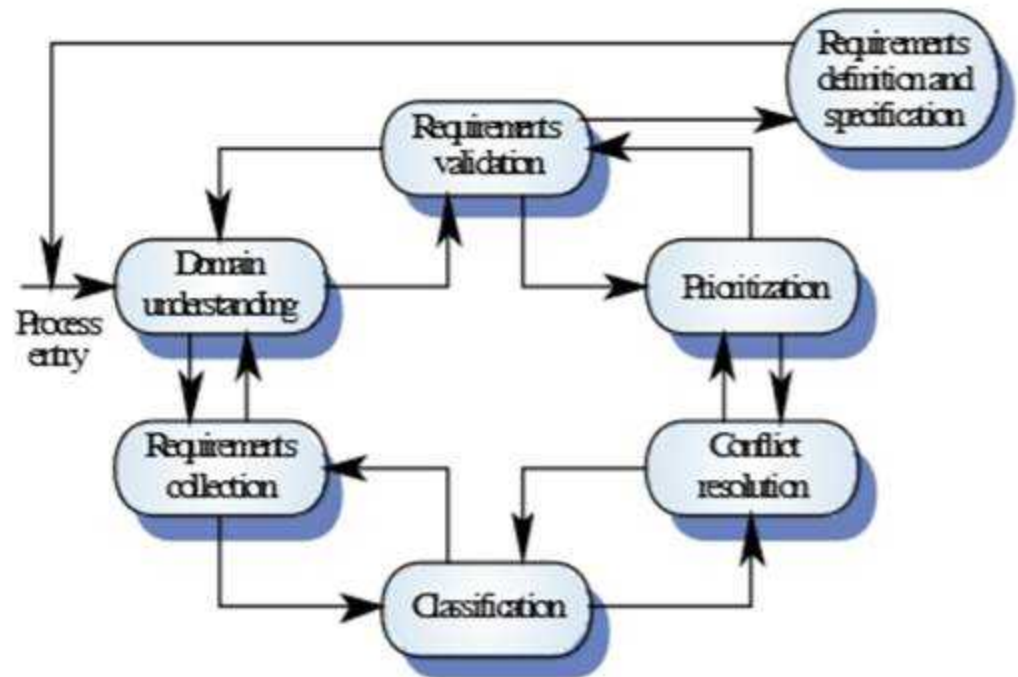 Requirements
definition and
specification
Requirements
validation
Domain
understanding
Prioritization
Process
entry
Requirements
collection
Conflict
resolution
Classification